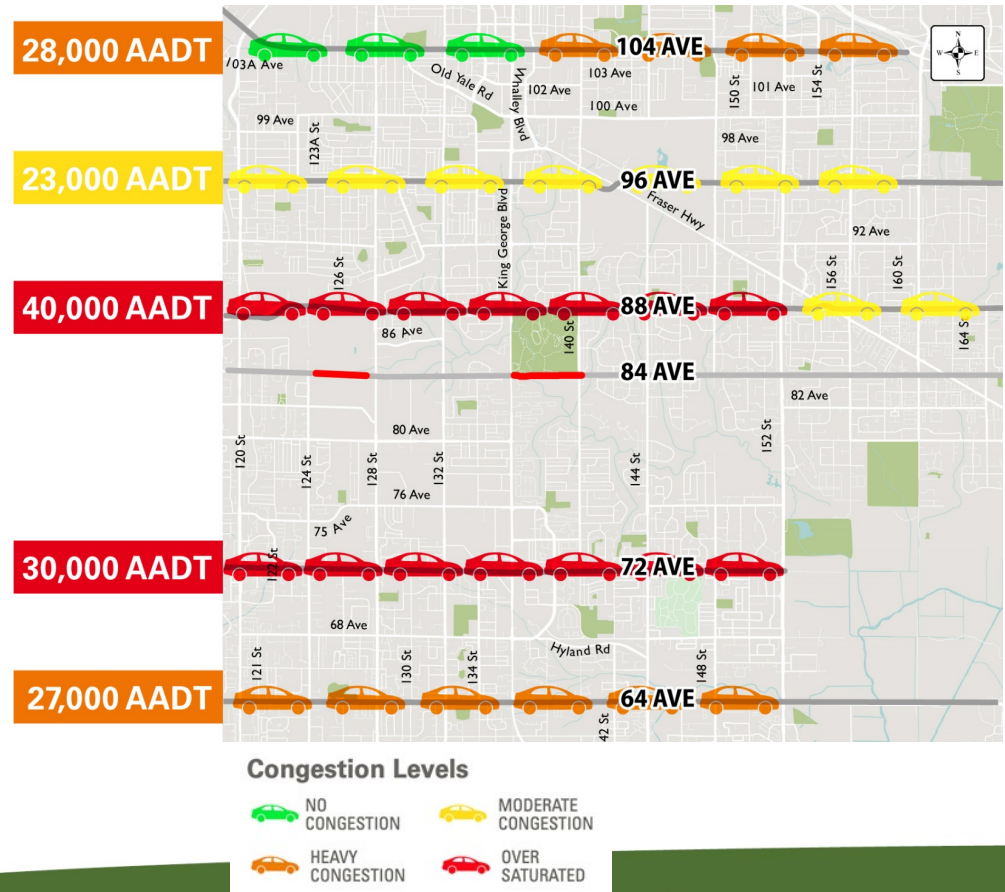 28,000 AADT
104 AVE
N
W E
S
103A Ave
Old Yale Rd
Whalley Blvd
103 Ave
102 Ave
100 Ave
150 St
101 Ave
154 St
99 Ave
123A St
98 Ave
23,000 AADT
96 AVE
King George Blvd
Fraser Hwy
92 Ave
126 St
156 St
160 St
40,000 AADT
88 AVE
86 Ave
140 St
164 St
84 AVE
82 Ave
80 Ave
120 St
124 St
128 St
132 St
144 St
152 St
76 Ave
75 Ave
30,000 AADT
122 St
72 AVE
68 Ave
Hyland Rd
121 St
130 St
134 St
148 St
27,000 AADT
64 AVE
42 St
Congestion Levels
NO
CONGESTION
MODERATE
CONGESTION
HEAVY
CONGESTION
OVER
SATURATED